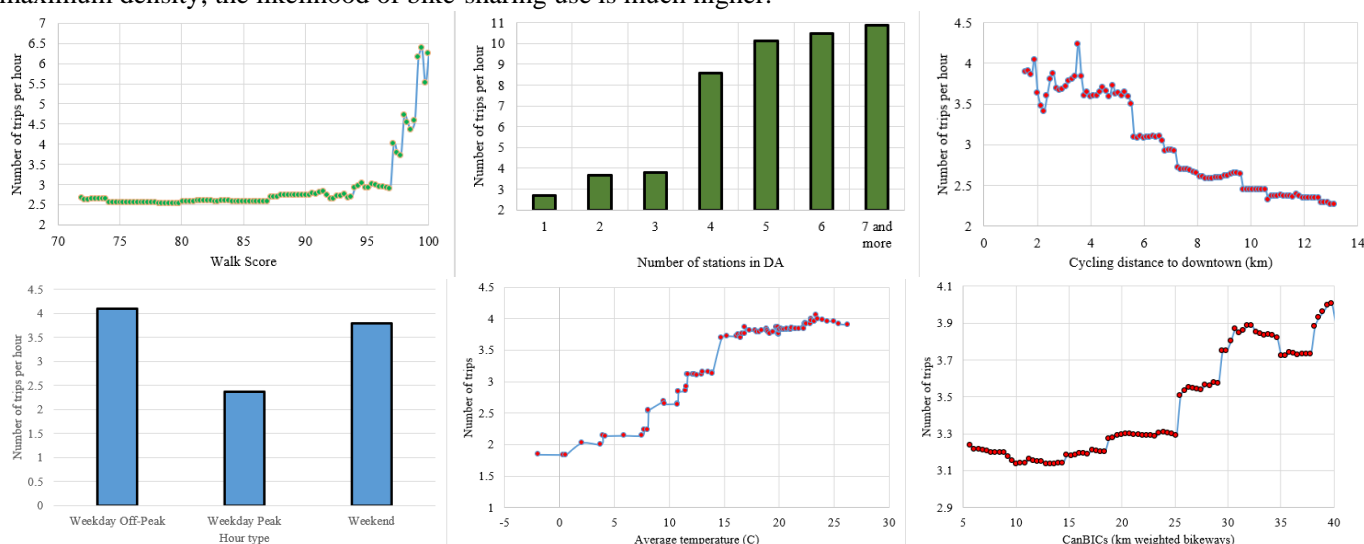 maximum density, the likelihood of bike-sharing use is much higher.
7
6.5
6
5.5
5
4.5
4
3.5
3
2.5
2
Number of trips per hour
70 75 80 85 90 95 100
Walk Score
11
10
9
8
7
6
5
4
3
2
Number of trips per hour
1 2 3 4 5 6 7 and
more
Number of stations in DA
4.5
4
3.5
3
2.5
2
Number of trips per hour
0 2 4 6 8 10 12 14
Cycling distance to downtown (km)
4.5
4
3.5
3
2.5
2
1.5
1
0.5
0
Number of trips per hour
Weekday Off-Peak Weekday Peak Weekend
Hour type
4.5
4
3.5
3
2.5
2
1.5
1
Number of trips
-5 0 5 10 15 20 25 30
Average temperature (C)
4.1
3.9
3.7
3.5
3.3
3.1
2.9
Number of trips
5 10 15 20 25 30 35 40
CanBICs (km weighted bikeways)